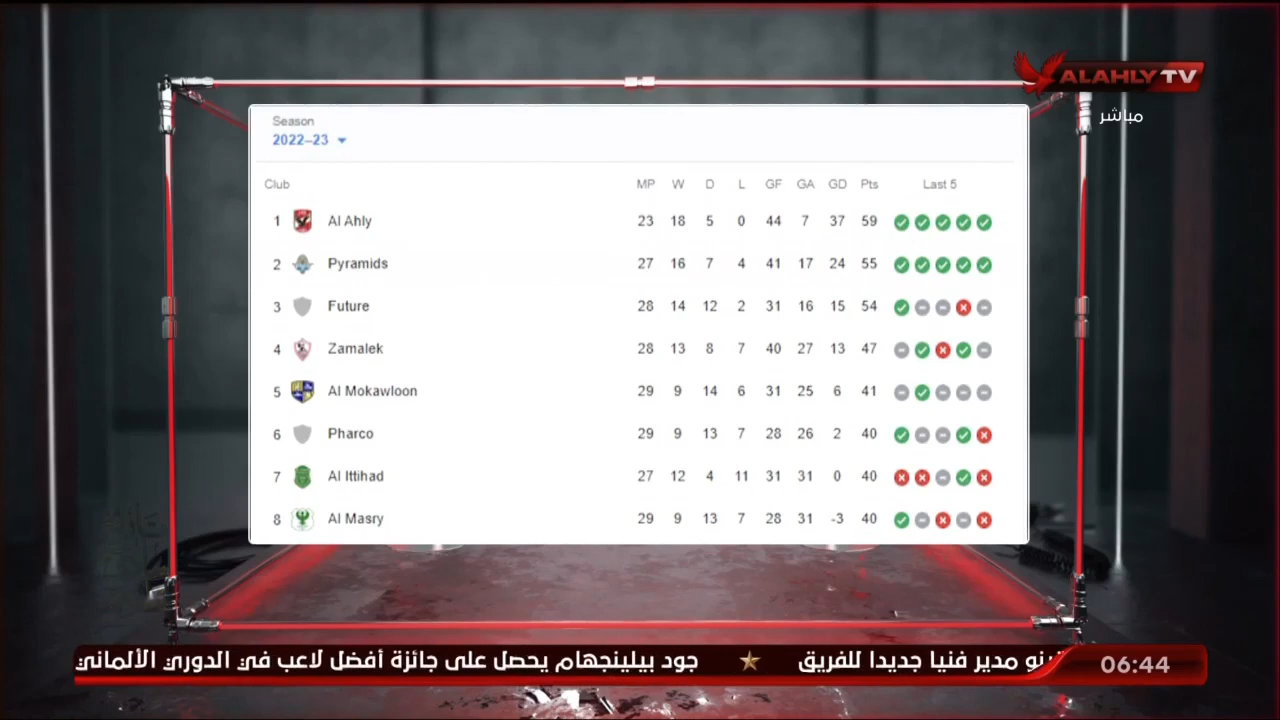 ALAHLY TV
مباشر
Season
2022–23
Club MP W D L GF GA GD Pts Last 5
1 Al Ahly 23 18 5 0 44 7 37 59
2 Pyramids 27 16 7 4 41 17 24 55
3 Future 28 14 12 2 31 16 15 54
4 Zamalek 28 13 8 7 40 27 13 47
5 Al Mokawloon 29 9 14 6 31 25 6 41
6 Pharco 29 9 13 7 28 26 2 40
7 Al Ittihad 27 12 4 11 31 31 0 40
8 Al Masry 29 9 13 7 28 31 -3 40
مدير فنيا جديدا للفريق ★ جود بيلينجهام يحصل على جائزة أفضل لاعب في الدوري الألماني
06:44